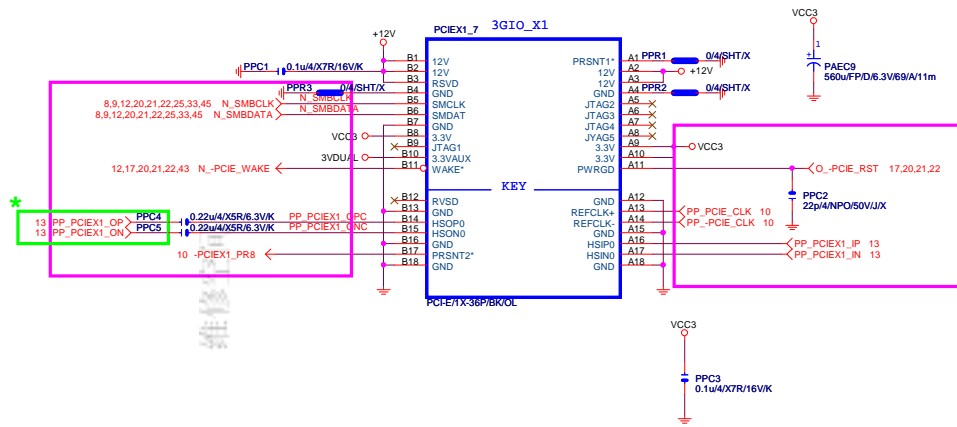 PCIEX1_7 3GIO_X1
+12V
VCC3
1
+
PAEC9
560u/FP/D/6.3V/69/A/11m
PPC1 0.1u/4/X7R/16V/K
PPR3 0/4/SHT/X
8,9,12,20,21,22,25,33,45 N_SMBCLK N_SMBCLK
8,9,12,20,21,22,25,33,45 N_SMBDATA N_SMBDATA
VCC3
3VDUAL
12,17,20,21,22,43 N_-PCIE_WAKE
*
13 PP_PCIEX1_OP PPC4 0.22u/4/X5R/6.3V/K PP_PCIEX1_OPC
13 PP_PCIEX1_ON PPC5 0.22u/4/X5R/6.3V/K PP_PCIEX1_ONC
10 -PCIEX1_PR8
B1 12V
B2 12V
B3 RSVD
B4 GND
B5 SMCLK
B6 SMDAT
B7 GND
B8 3.3V
B9 JTAG1
B10 3.3VAUX
B11 WAKE*
KEY
B12 RVSD
B13 GND
B14 HSOP0
B15 HSON0
B16 GND
B17 PRSNT2*
B18 GND
PRSNT1* A1
12V A2
12V A3
GND A4
JTAG2 A5
JTAG3 A6
JTAG4 A7
JYAG5 A8
3.3V A9
3.3V A10
PWRGD A11
GND A12
REFCLK+ A13
REFCLK- A14
GND A15
HSIP0 A16
HSIN0 A17
GND A18
PCI-E/1X-36P/BK/OL
PPR1 0/4/SHT/X
+12V
PPR2 0/4/SHT/X
VCC3
O_-PCIE_RST 17,20,21,22
PPC2
22p/4/NPO/50V/J/X
PP_PCIE_CLK 10
PP_-PCIE_CLK 10
PP_PCIEX1_IP 13
PP_PCIEX1_IN 13
VCC3
PPC3
0.1u/4/X7R/16V/K